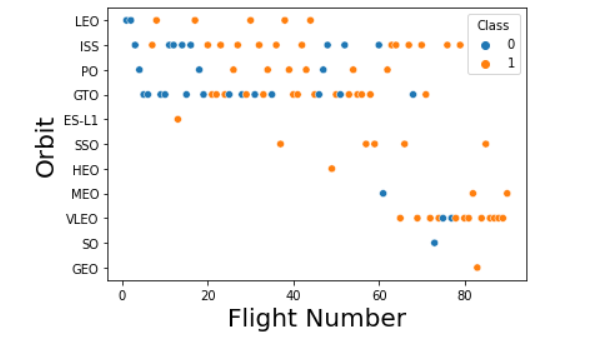 LEO
ISS
PO
GTO
ES-L1
SSO
HEO
MEO
VLEO
SO
GEO
Orbit
Class
0
1
0 20 40 60 80
Flight Number